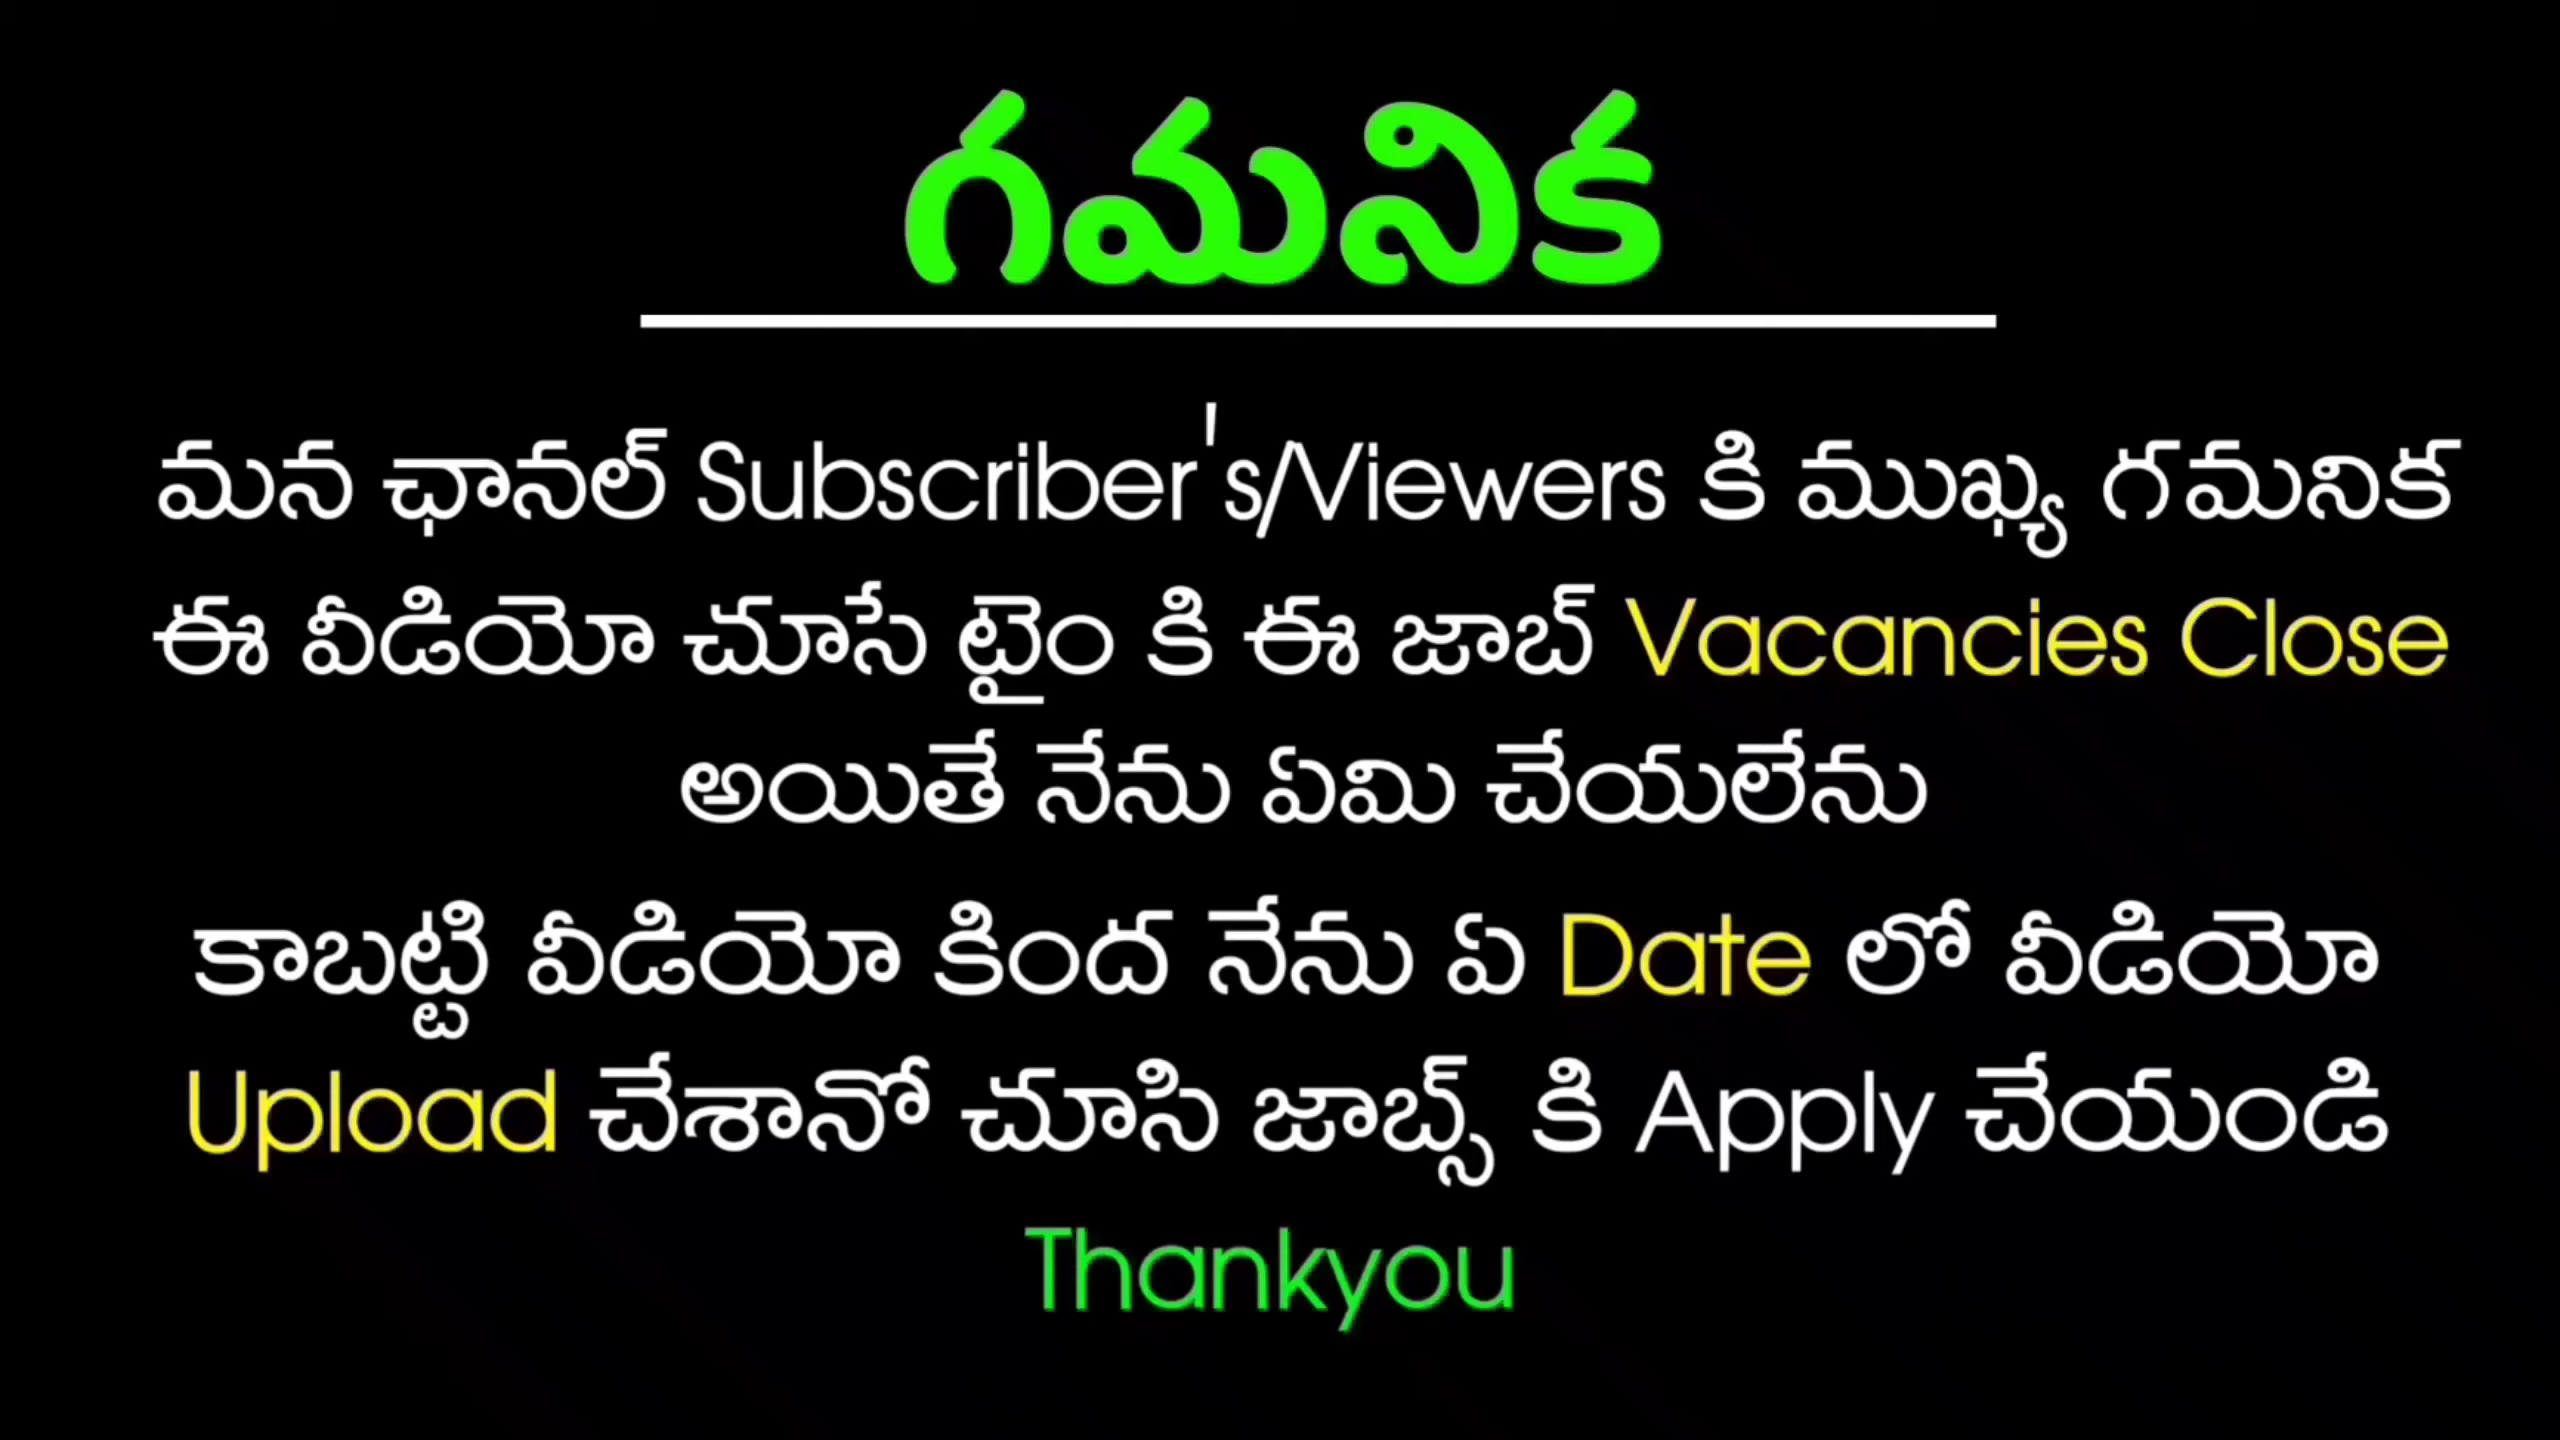 గమనిక
మన ఛానల్ Subscriber's/Viewers కి ముఖ్య గమనిక
ఈ వీడియో చూసే టైం కి ఈ జాబ్ Vacancies Close
అయితే నేను ఏమి చేయలేను
కాబట్టి వీడియో కింద నేను ఏ Date లో వీడియో
Upload చేశానో చూసి జాబ్స్ కి Apply చేయండి
Thankyou